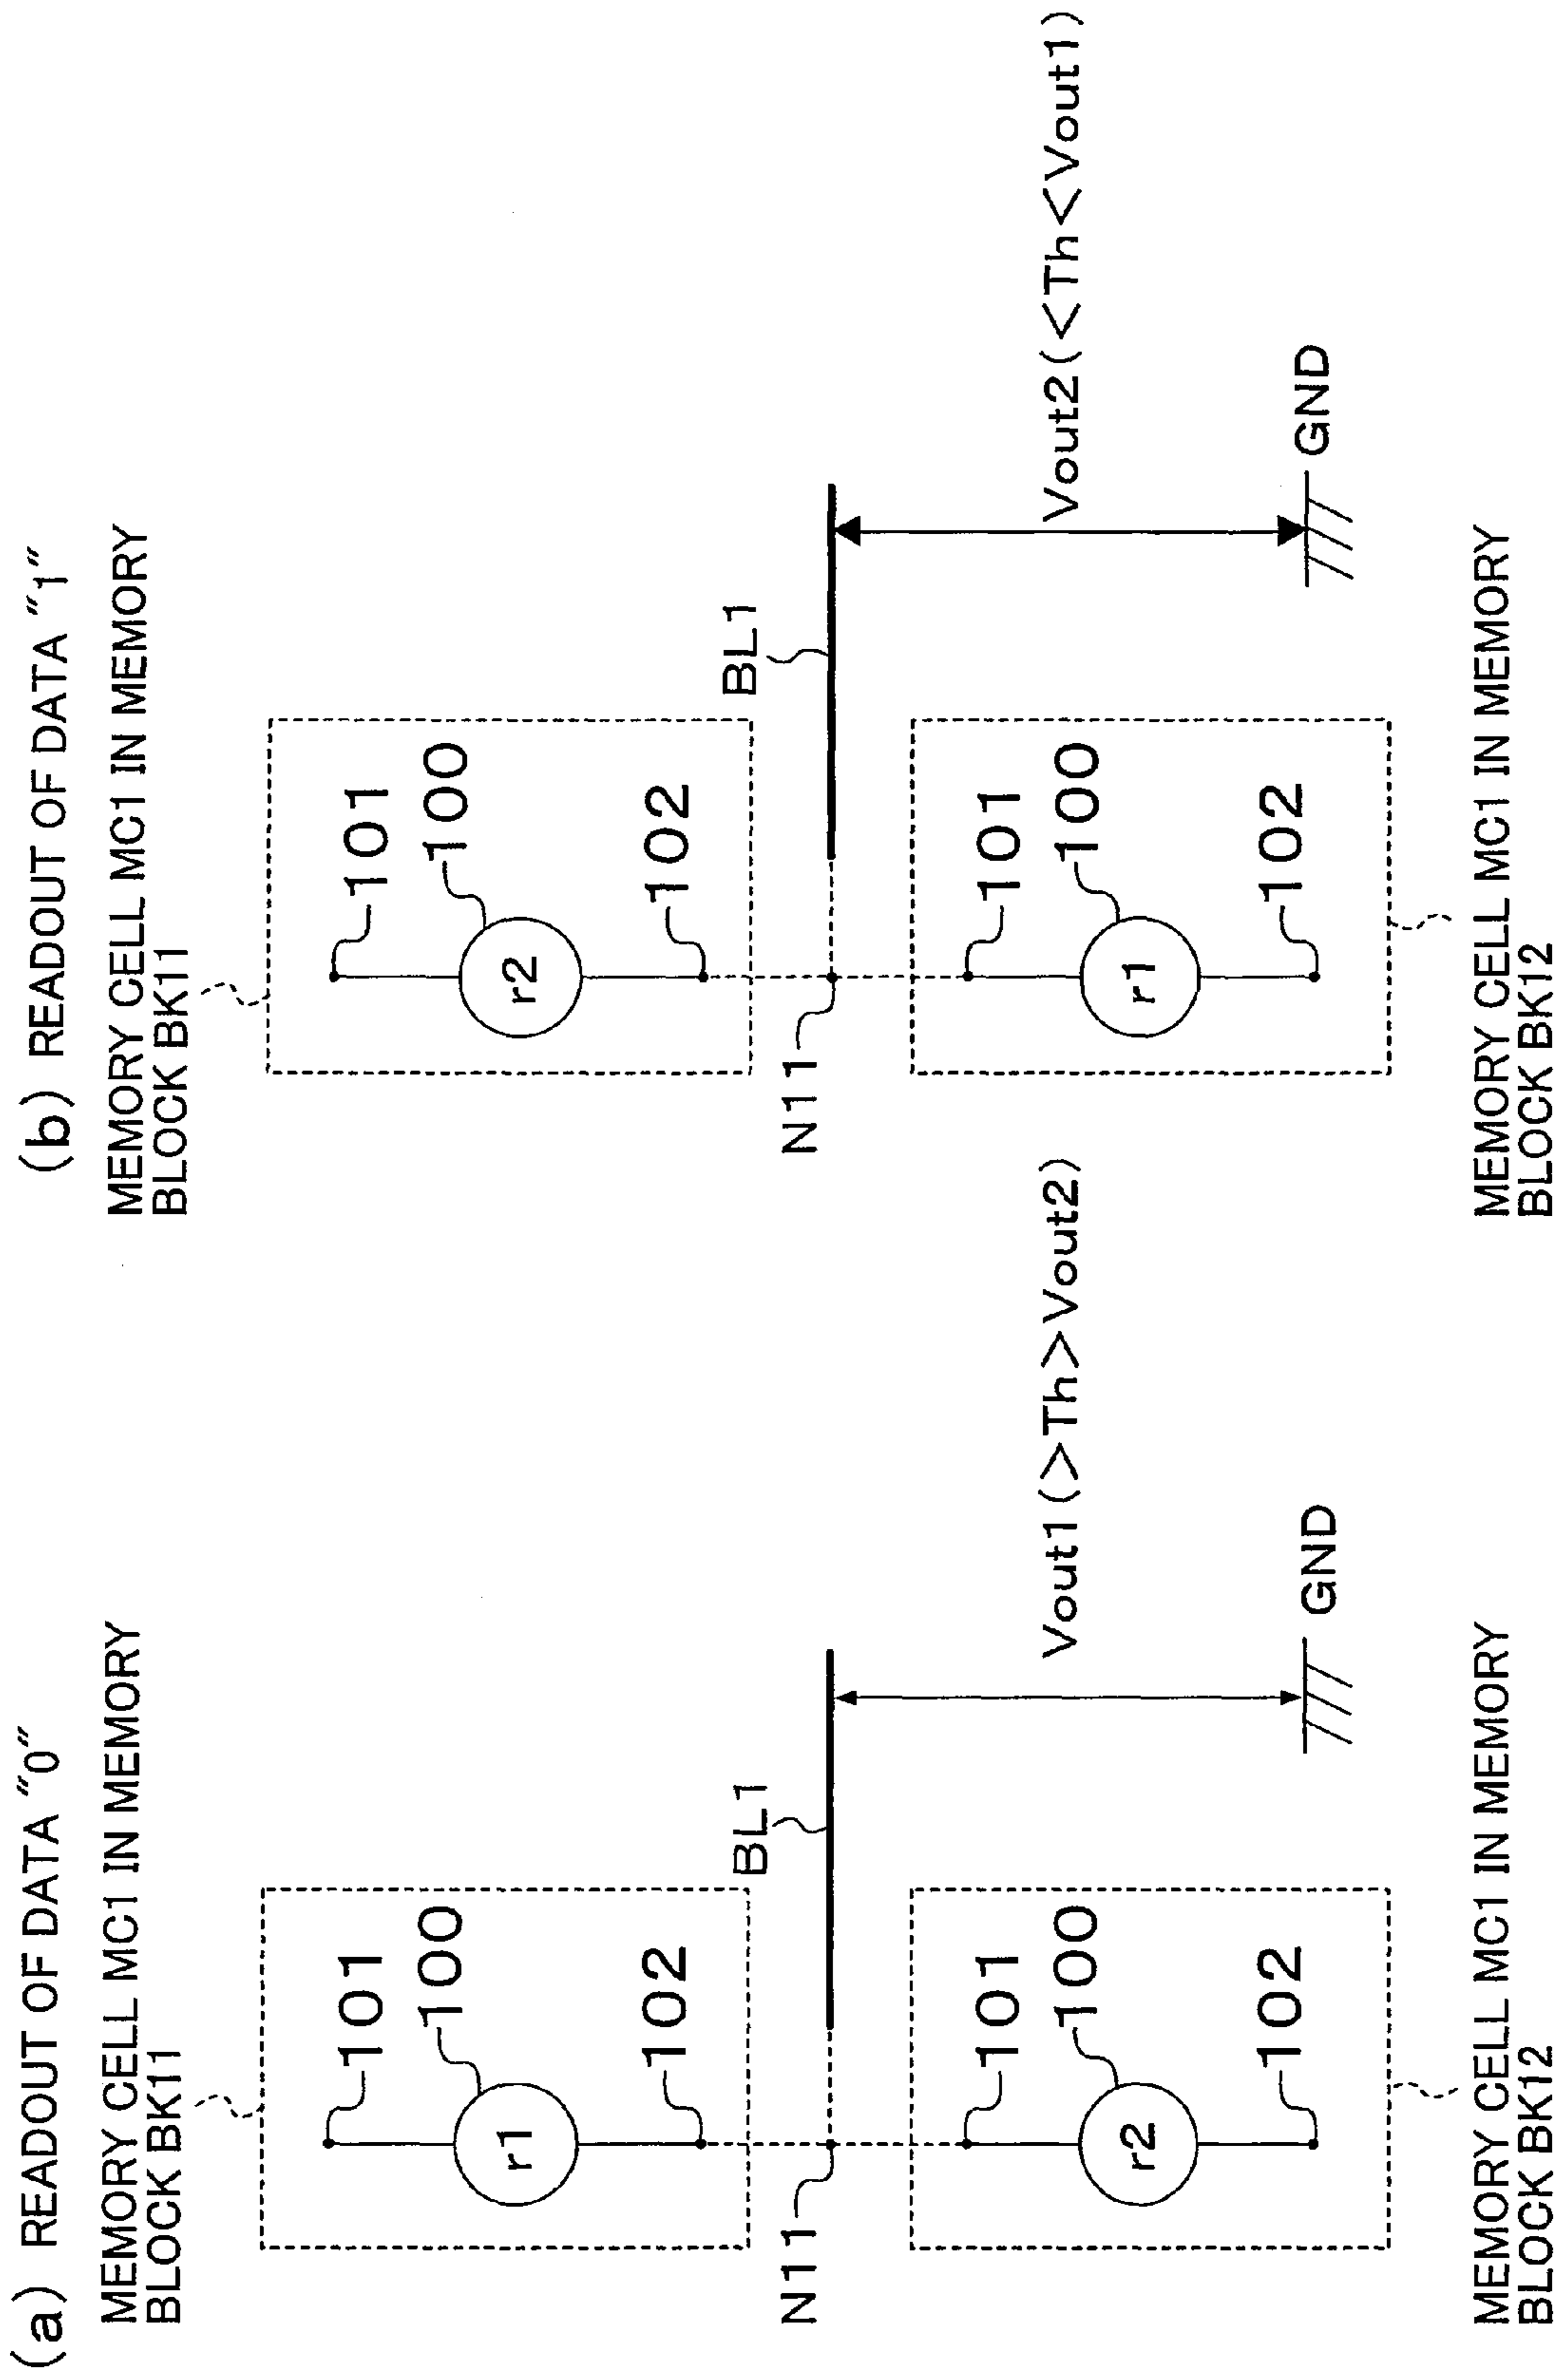 (a) READOUT OF DATA "0"
MEMORY CELL MC1 IN MEMORY
BLOCK BK11
101
100
r1
102
BL1
N11
Vout1(>Th>Vout2)
101
100
r2
102
GND
MEMORY CELL MC1 IN MEMORY
BLOCK BK12
(b) READOUT OF DATA "1"
MEMORY CELL MC1 IN MEMORY
BLOCK BK11
101
100
r2
102
BL1
N11
Vout2(<Th<Vout1)
101
100
r1
102
GND
MEMORY CELL MC1 IN MEMORY
BLOCK BK12